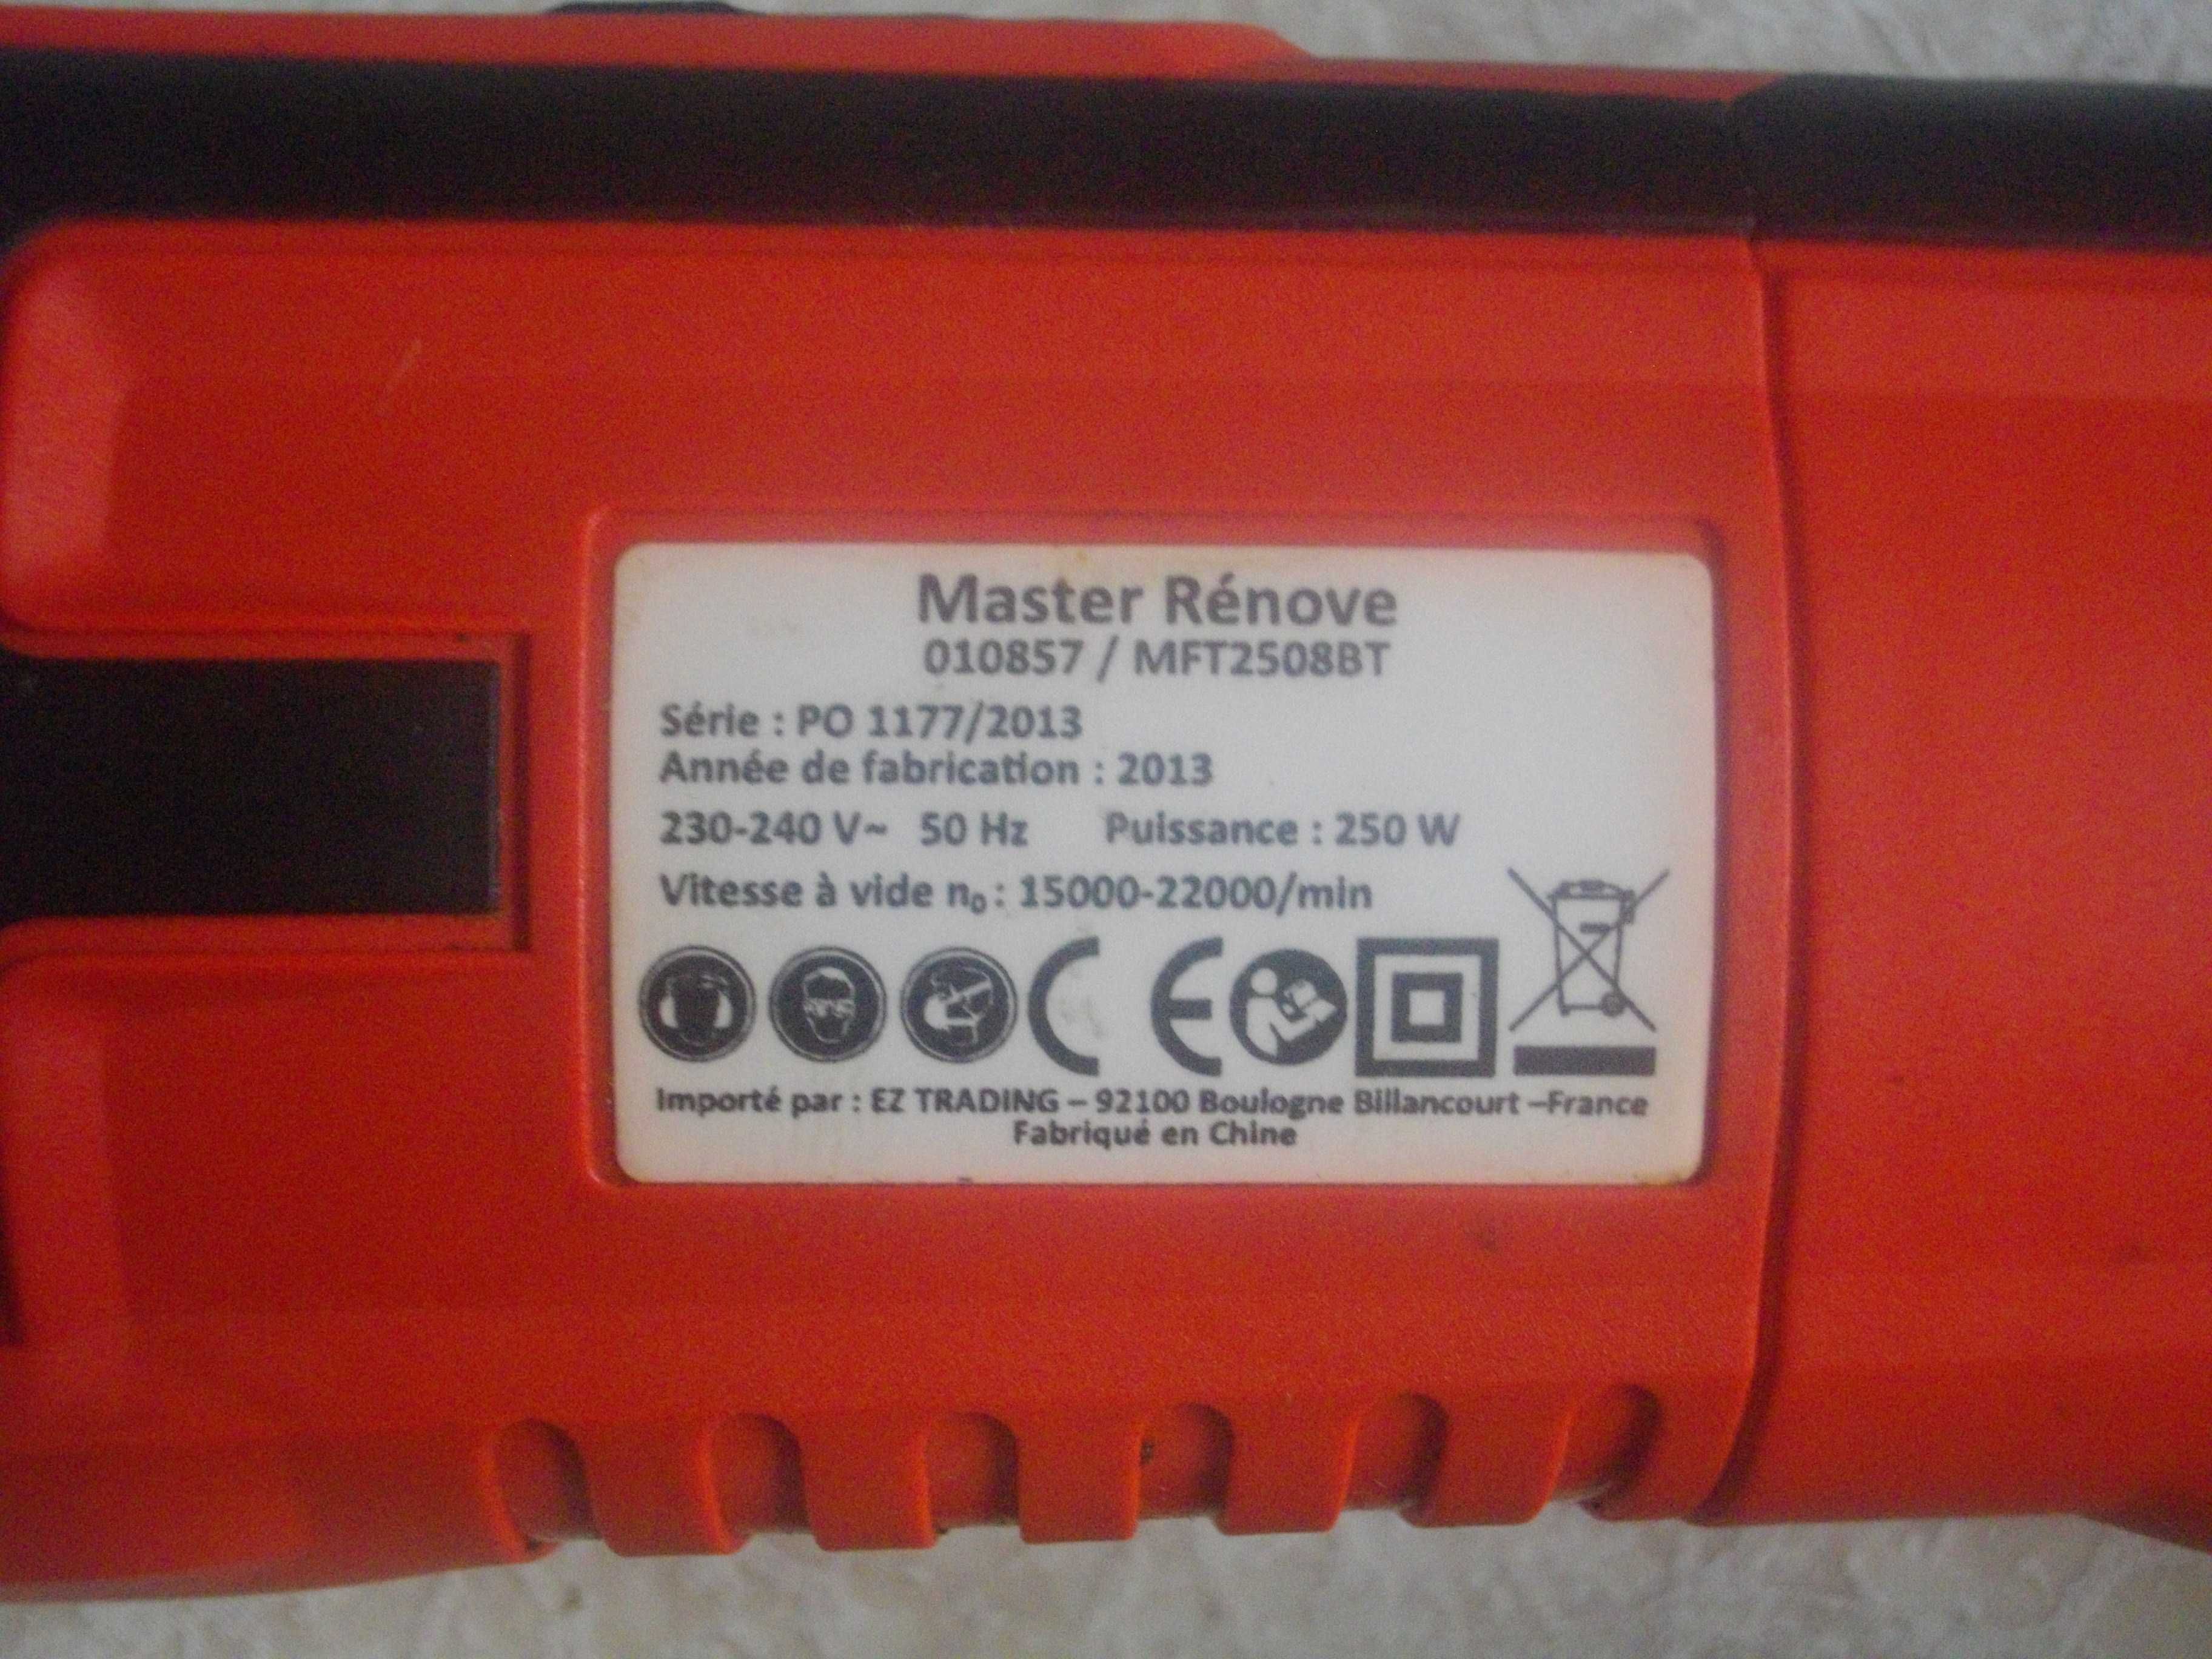 Master Rénove
010857 / MFT2508BT
Série : PO 1177/2013
Année de fabrication : 2013
230-240 V~ 50 Hz Puissance : 250 W
Vitesse à vide n₀ : 15000-22000/min
CE
Importé par : EZ TRADING – 92100 Boulogne Billancourt –France
Fabriqué en Chine